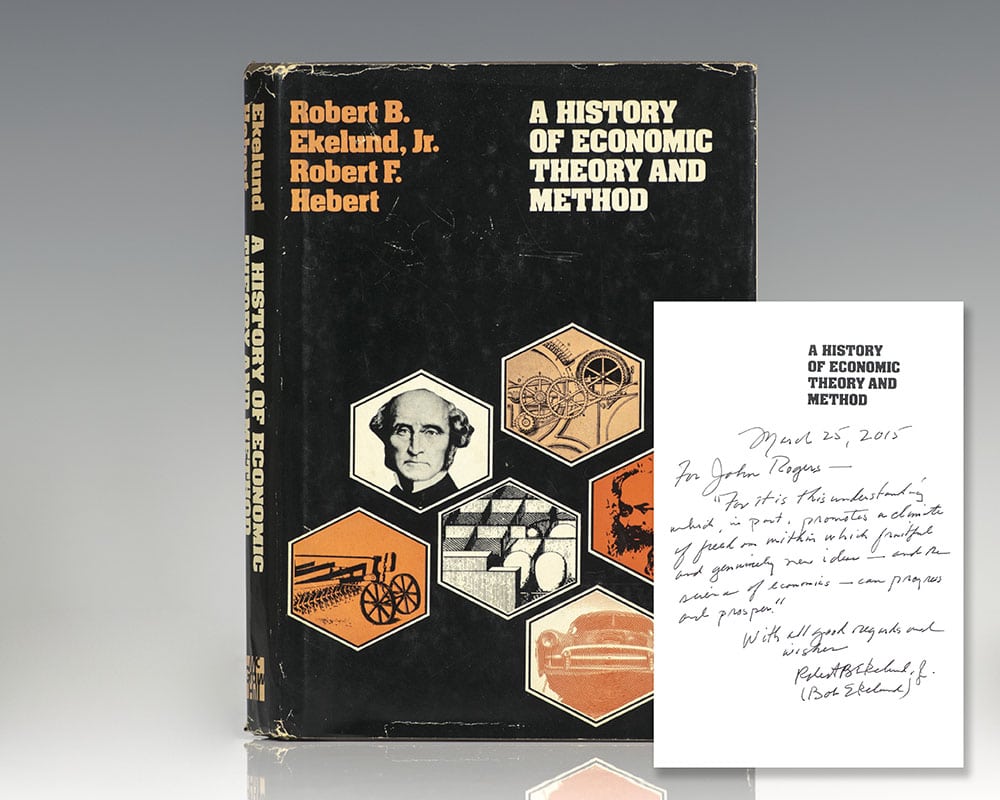 Robert B.
Ekelund, Jr.
Robert F.
Hebert
A HISTORY
OF ECONOMIC
THEORY AND
METHOD
Ekelund
A HISTORY OF ECONOMIC
THEORY AND METHOD
A HISTORY
OF ECONOMIC
THEORY AND
METHOD
March 25, 2015
For John Rogers —
"For it is this understanding
which, in part, promotes a climate
of freedom within which fruitful
and genuinely new ideas — and the
science of economics — can progress
and prosper."
With all good regards and
wishes
Robert B Ekelund, Jr.
(Bob Ekelund)